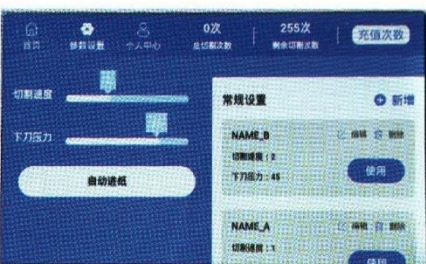 首页 参数设置 个人中心 0次 255次 充值次数
总切割次数 剩余切割次数
切割速度
下刀压力
自动进纸
常规设置 新增
NAME_B 编辑 删除
切割速度：2
下刀压力：45
使用
NAME_A 编辑 删除
切割速度：1
使用